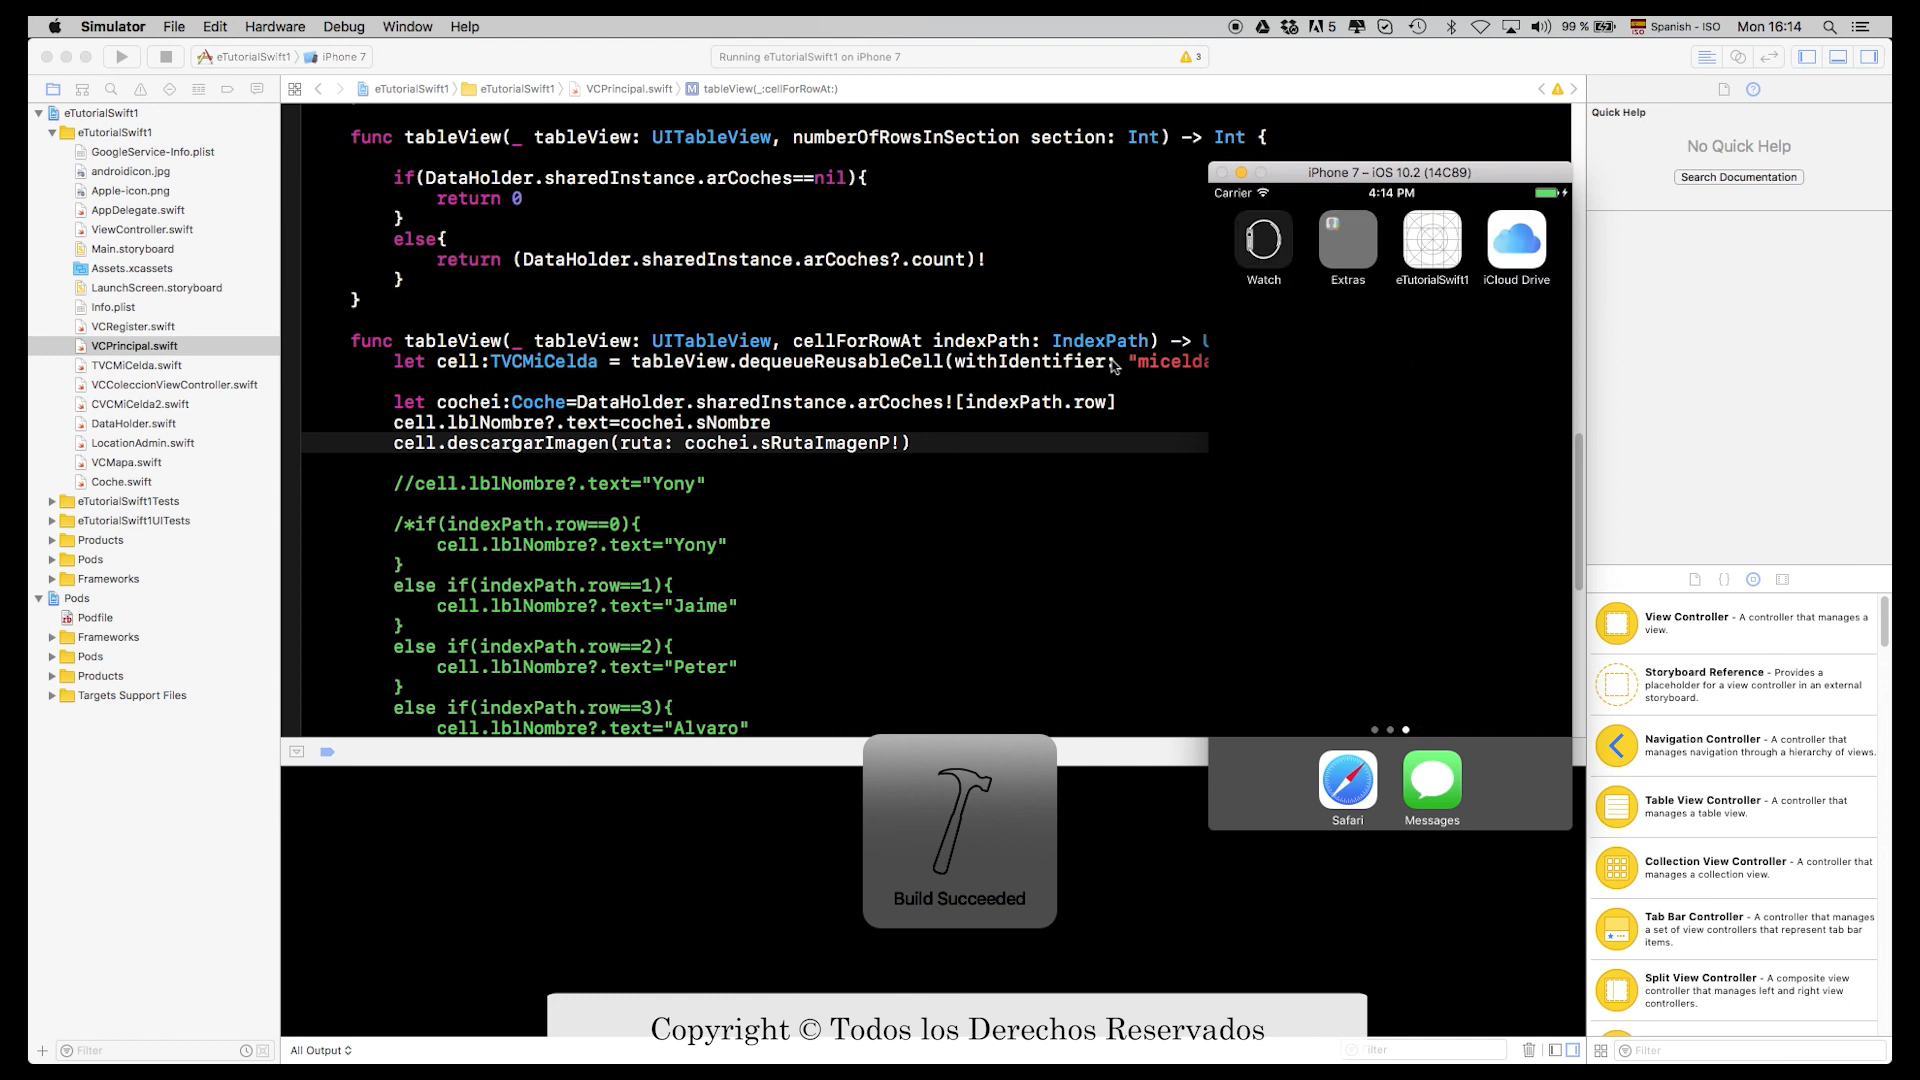 Simulator File Edit Hardware Debug Window Help
5 99 % Spanish - ISO Mon 16:14
eTutorialSwift1 iPhone 7
Running eTutorialSwift1 on iPhone 7
3
eTutorialSwift1 eTutorialSwift1 VCPrincipal.swift M tableView(_:cellForRowAt:)
eTutorialSwift1
eTutorialSwift1
GoogleService-Info.plist
androidicon.jpg
Apple-icon.png
AppDelegate.swift
ViewController.swift
Main.storyboard
Assets.xcassets
LaunchScreen.storyboard
Info.plist
VCRegister.swift
VCPrincipal.swift
TVCMiCelda.swift
VCColeccionViewController.swift
CVCMiCelda2.swift
DataHolder.swift
LocationAdmin.swift
VCMapa.swift
Coche.swift
eTutorialSwift1Tests
eTutorialSwift1UITests
Products
Pods
Frameworks
Pods
Podfile
Frameworks
Pods
Products
Targets Support Files
Filter
func tableView(_ tableView: UITableView, numberOfRowsInSection section: Int) -> Int {
if(DataHolder.sharedInstance.arCoches==nil){
return 0
}
else{
return (DataHolder.sharedInstance.arCoches?.count)!
}
}
func tableView(_ tableView: UITableView, cellForRowAt indexPath: IndexPath) -> U
let cell:TVCMiCelda = tableView.dequeueReusableCell(withIdentifier: "micelda
let cochei:Coche=DataHolder.sharedInstance.arCoches![indexPath.row]
cell.lblNombre?.text=cochei.sNombre
cell.descargarImagen(ruta: cochei.sRutaImagenP!)
//cell.lblNombre?.text="Yony"
/*if(indexPath.row==0){
cell.lblNombre?.text="Yony"
}
else if(indexPath.row==1){
cell.lblNombre?.text="Jaime"
}
else if(indexPath.row==2){
cell.lblNombre?.text="Peter"
}
else if(indexPath.row==3){
cell.lblNombre?.text="Alvaro"
iPhone 7 – iOS 10.2 (14C89)
Carrier 4:14 PM
Watch Extras eTutorialSwift1 iCloud Drive
Safari Messages
Build Succeeded
Copyright © Todos los Derechos Reservados
All Output
Filter
Quick Help
No Quick Help
Search Documentation
View Controller - A controller that manages a
view.
Storyboard Reference - Provides a
placeholder for a view controller in an external
storyboard.
Navigation Controller - A controller that
manages navigation through a hierarchy of views.
Table View Controller - A controller that
manages a table view.
Collection View Controller - A controller that
manages a collection view.
Tab Bar Controller - A controller that manages
a set of view controllers that represent tab bar
items.
Split View Controller - A composite view
controller that manages left and right view
controllers.
Filter